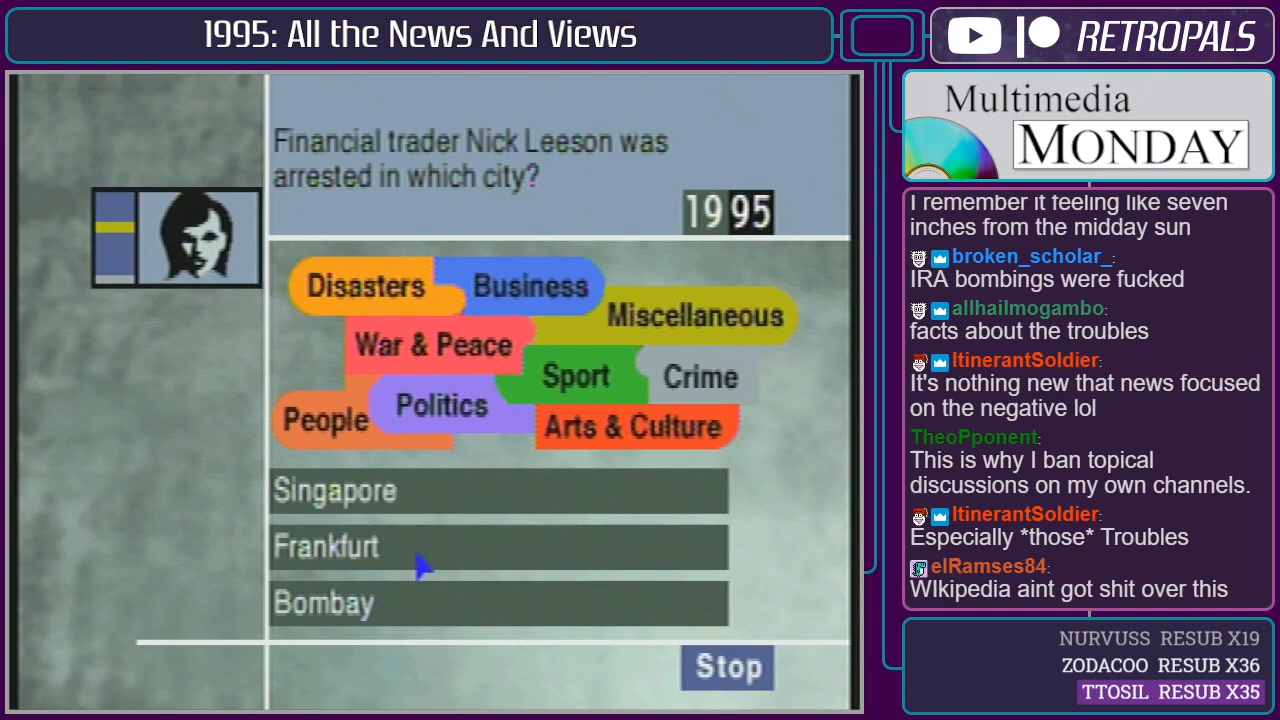 1995: All the News And Views
RETROPALS
Financial trader Nick Leeson was
arrested in which city?
1995
Disasters
Business
Miscellaneous
War & Peace
Sport
Crime
People
Politics
Arts & Culture
Singapore
Frankfurt
Bombay
Stop
Multimedia
MONDAY
I remember it feeling like seven
inches from the midday sun
broken_scholar_:
IRA bombings were fucked
allhailmogambo:
facts about the troubles
ItinerantSoldier:
It's nothing new that news focused
on the negative lol
TheoPponent:
This is why I ban topical
discussions on my own channels.
ItinerantSoldier:
Especially *those* Troubles
elRamses84:
WIkipedia aint got shit over this
NURVUSS RESUB X19
ZODACOO RESUB X36
TTOSIL RESUB X35